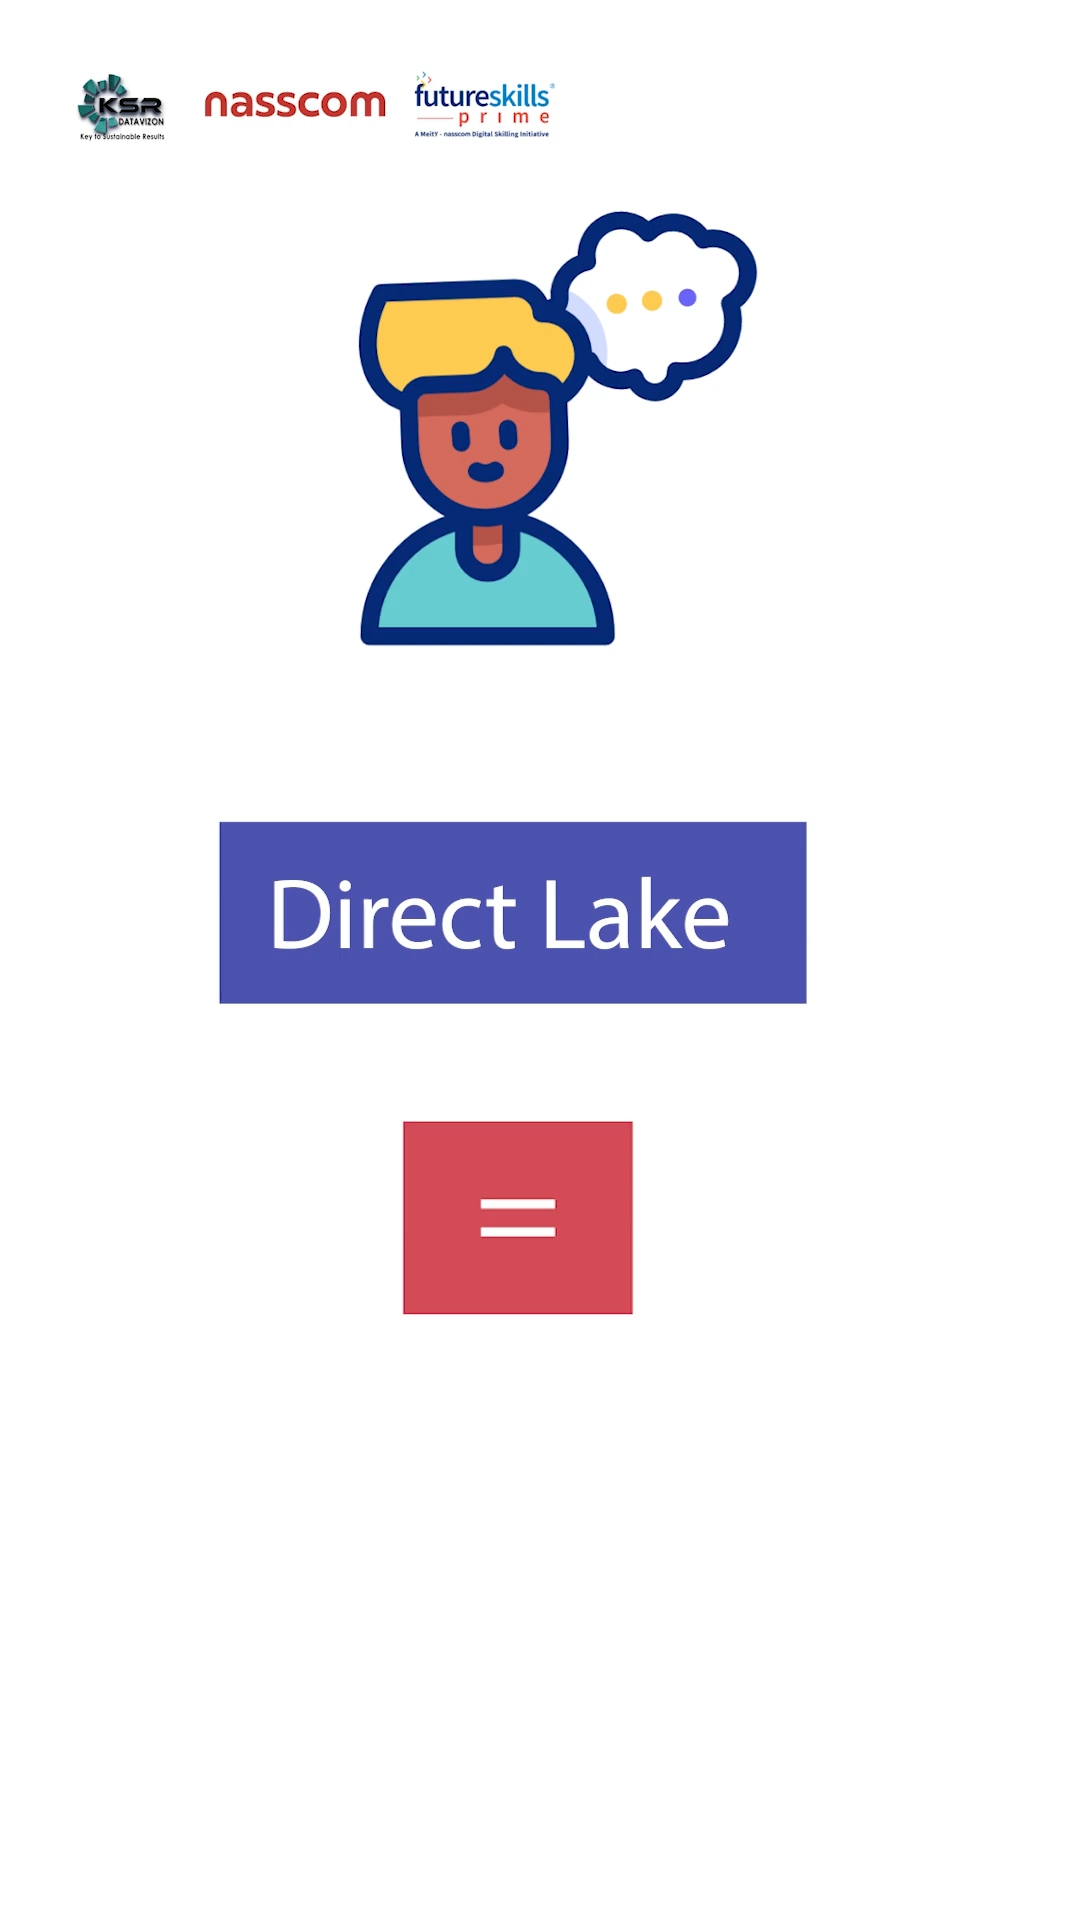 KSR
DATAVIZON
Key to Sustainable Results
nasscom
futureskills
prime
A MeitY - nasscom Digital Skilling Initiative
Direct Lake
=